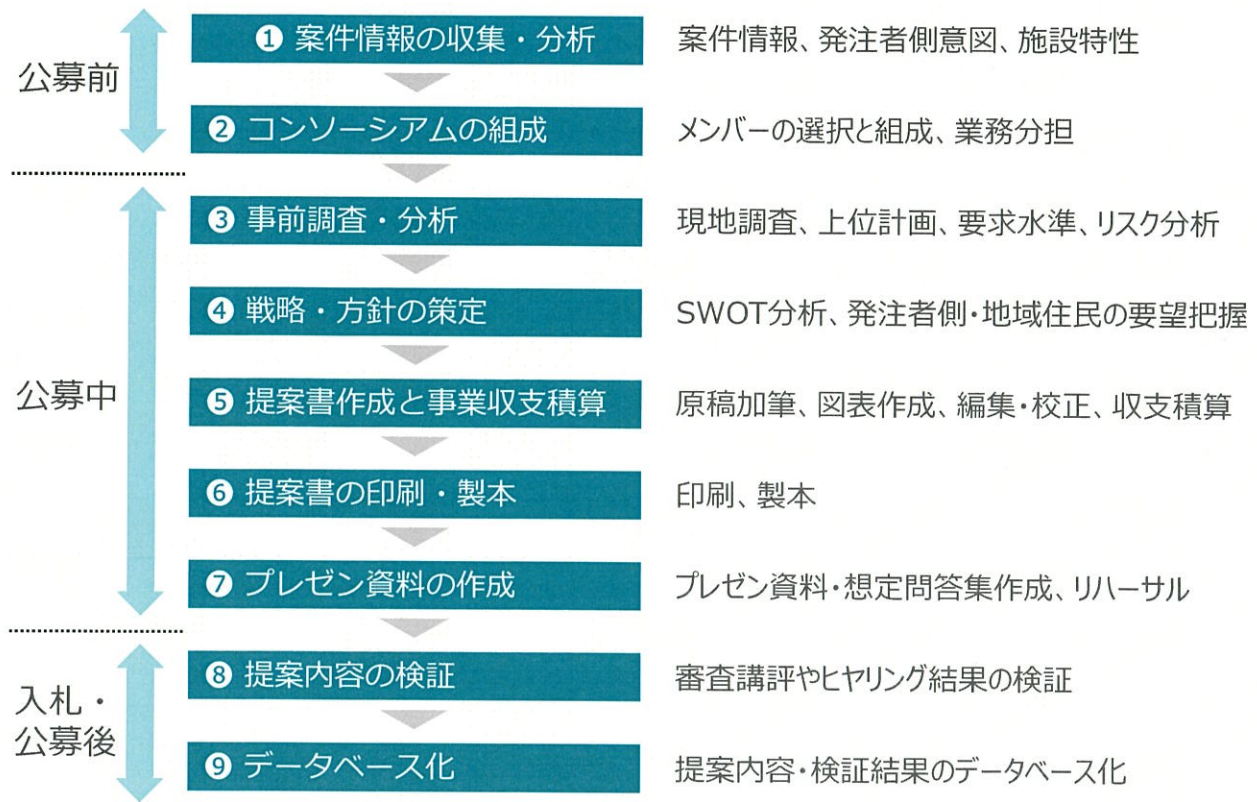 公募前
❶ 案件情報の収集・分析
案件情報、発注者側意図、施設特性
❷ コンソーシアムの組成
メンバーの選択と組成、業務分担
公募中
❸ 事前調査・分析
現地調査、上位計画、要求水準、リスク分析
❹ 戦略・方針の策定
SWOT分析、発注者側・地域住民の要望把握
❺ 提案書作成と事業収支積算
原稿加筆、図表作成、編集・校正、収支積算
❻ 提案書の印刷・製本
印刷、製本
❼ プレゼン資料の作成
プレゼン資料・想定問答集作成、リハーサル
入札・
公募後
❽ 提案内容の検証
審査講評やヒヤリング結果の検証
❾ データベース化
提案内容・検証結果のデータベース化